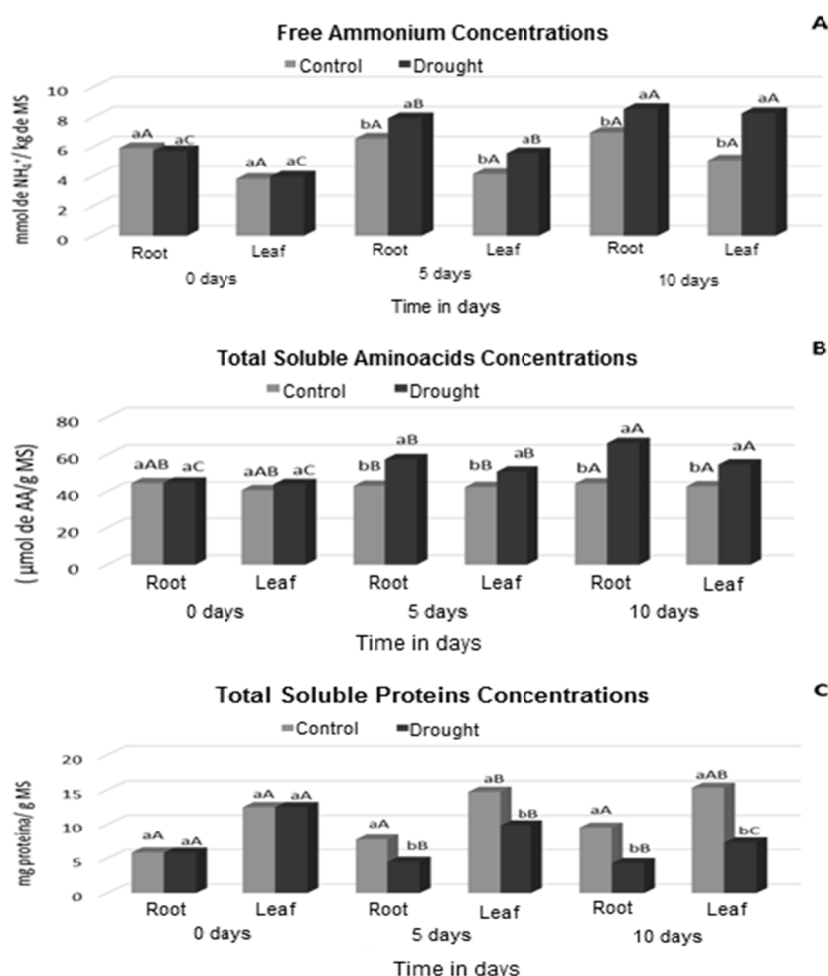 A
Free Ammonium Concentrations
Control Drought
mmol de NH₄⁺/ kg de MS
10
8
6
4
2
0
aA aC aA aC bA aB bA aB bA aA bA aA
Root Leaf Root Leaf Root Leaf
0 days 5 days 10 days
Time in days
B
Total Soluble Aminoacids Concentrations
Control Drought
( µmol de AA/g MS)
80
60
40
20
0
aAB aC aAB aC bB aB bB aB bA aA bA aA
Root Leaf Root Leaf Root Leaf
0 days 5 days 10 days
Time in days
C
Total Soluble Proteins Concentrations
Control Drought
mg proteina/ g MS
20
15
10
5
0
aA aA aA aA aA bB aB bB aA bB aAB bC
Root Leaf Root Leaf Root Leaf
0 days 5 days 10 days
Time in days